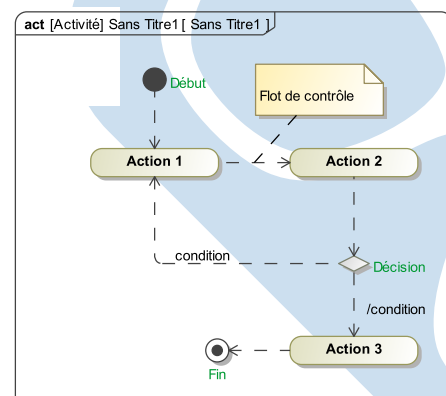 act [Activité] Sans Titre1 [ Sans Titre1 ]
Début
Flot de contrôle
Action 1
Action 2
condition
Décision
/condition
Action 3
Fin